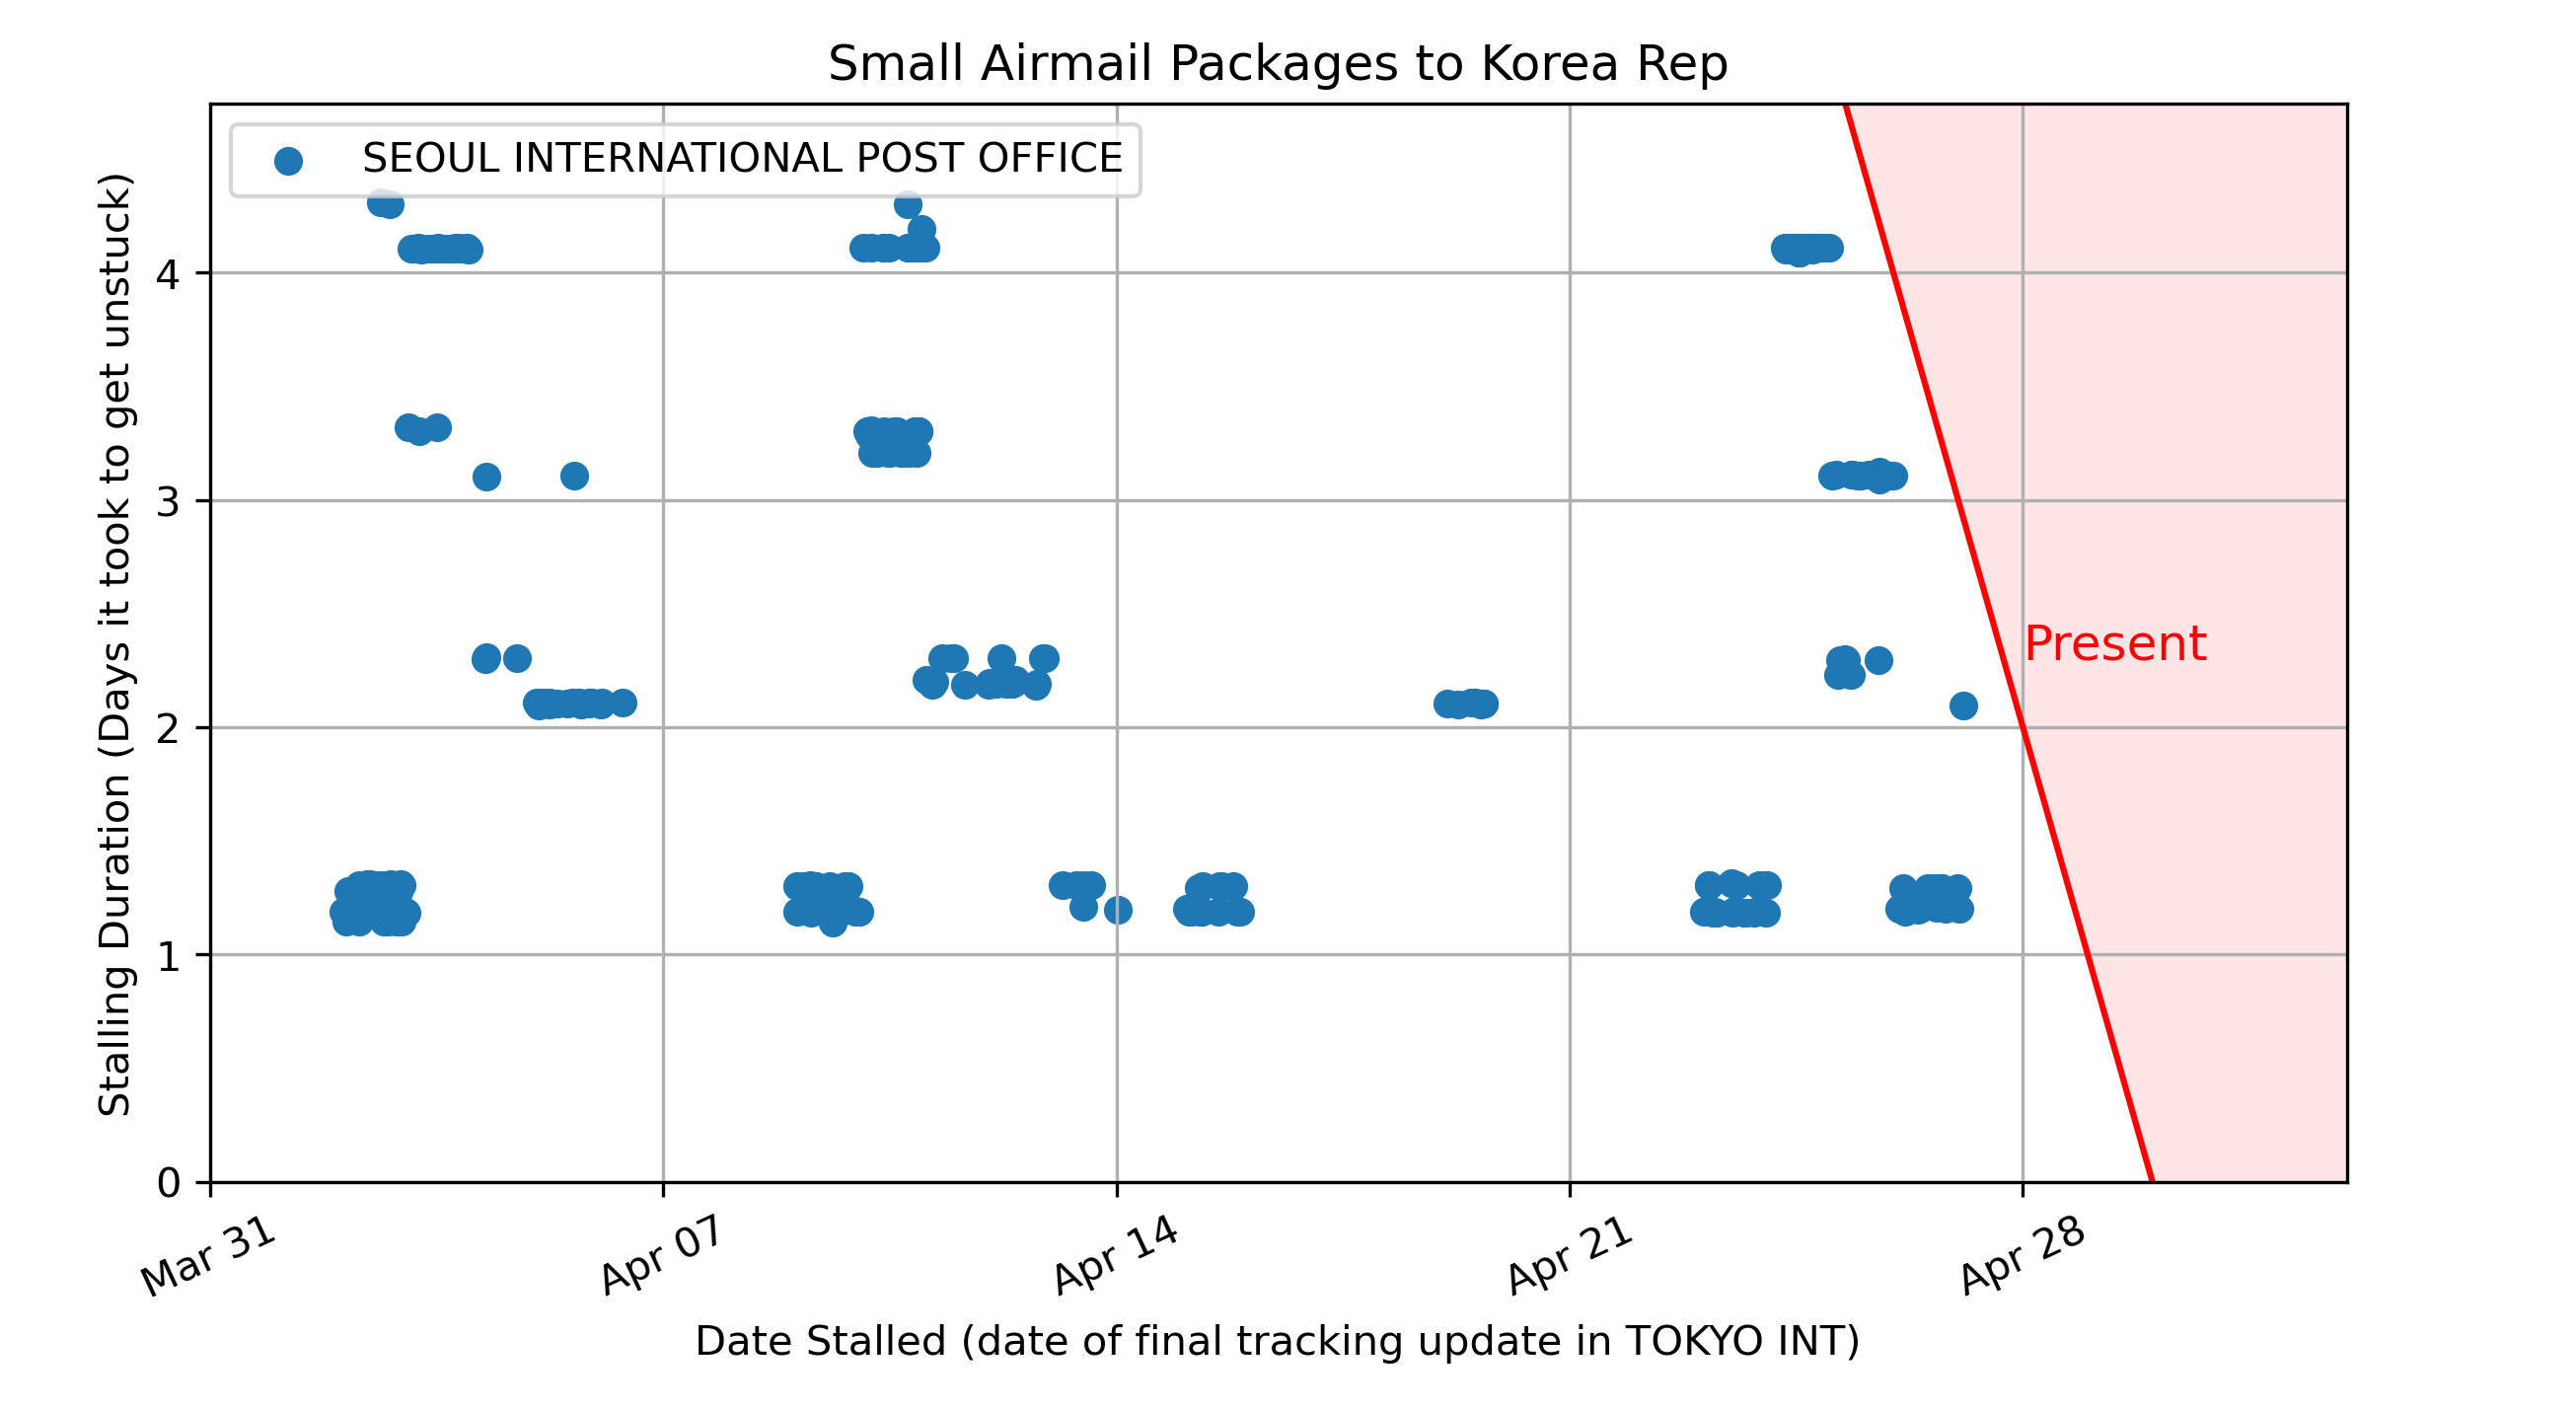 Small Airmail Packages to Korea Rep
SEOUL INTERNATIONAL POST OFFICE
Stalling Duration (Days it took to get unstuck)
4
3
2
1
0
Present
Mar 31
Apr 07
Apr 14
Apr 21
Apr 28
Date Stalled (date of final tracking update in TOKYO INT)